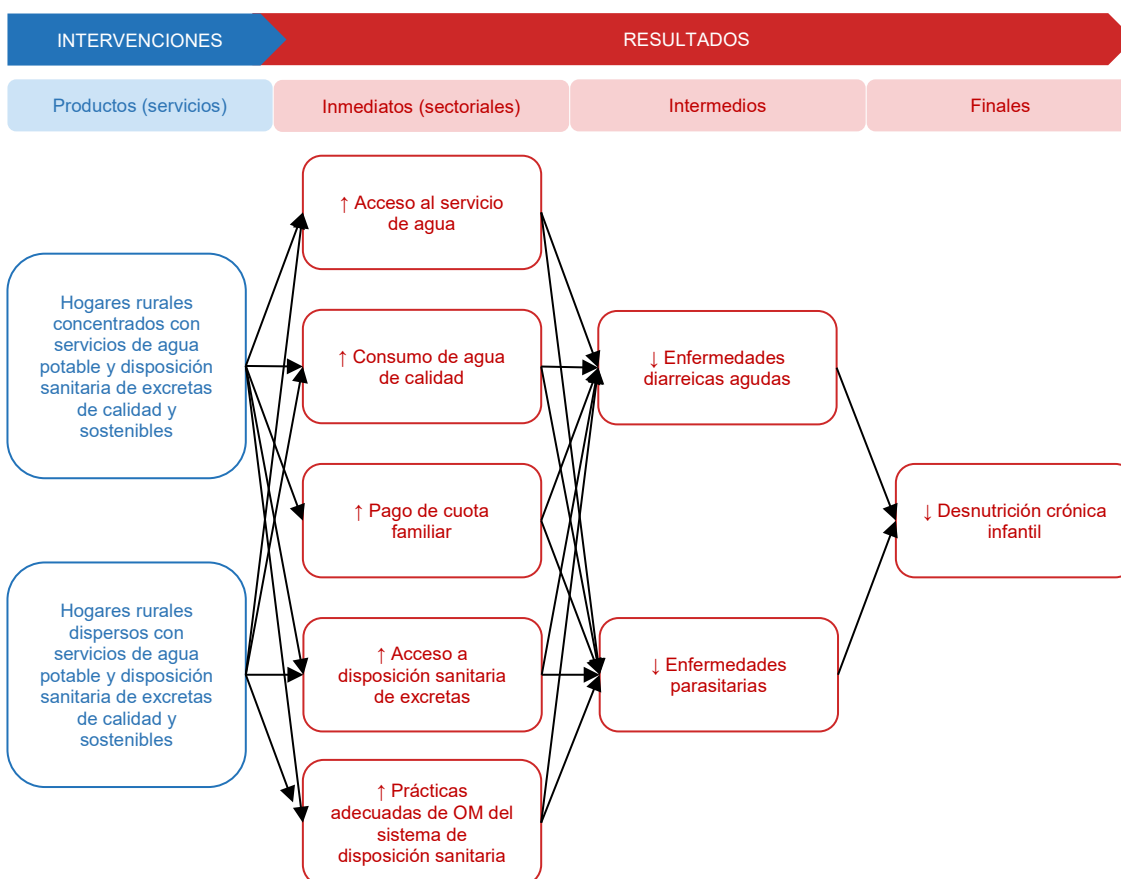 INTERVENCIONES
RESULTADOS
Productos (servicios)
Inmediatos (sectoriales)
Intermedios
Finales
Hogares rurales
concentrados con
servicios de agua
potable y disposición
sanitaria de excretas
de calidad y
sostenibles
Hogares rurales
dispersos con
servicios de agua
potable y disposición
sanitaria de excretas
de calidad y
sostenibles
↑ Acceso al servicio
de agua
↑ Consumo de agua
de calidad
↑ Pago de cuota
familiar
↑ Acceso a
disposición sanitaria
de excretas
↑ Prácticas
adecuadas de OM del
sistema de
disposición sanitaria
↓ Enfermedades
diarreicas agudas
↓ Enfermedades
parasitarias
↓ Desnutrición crónica
infantil